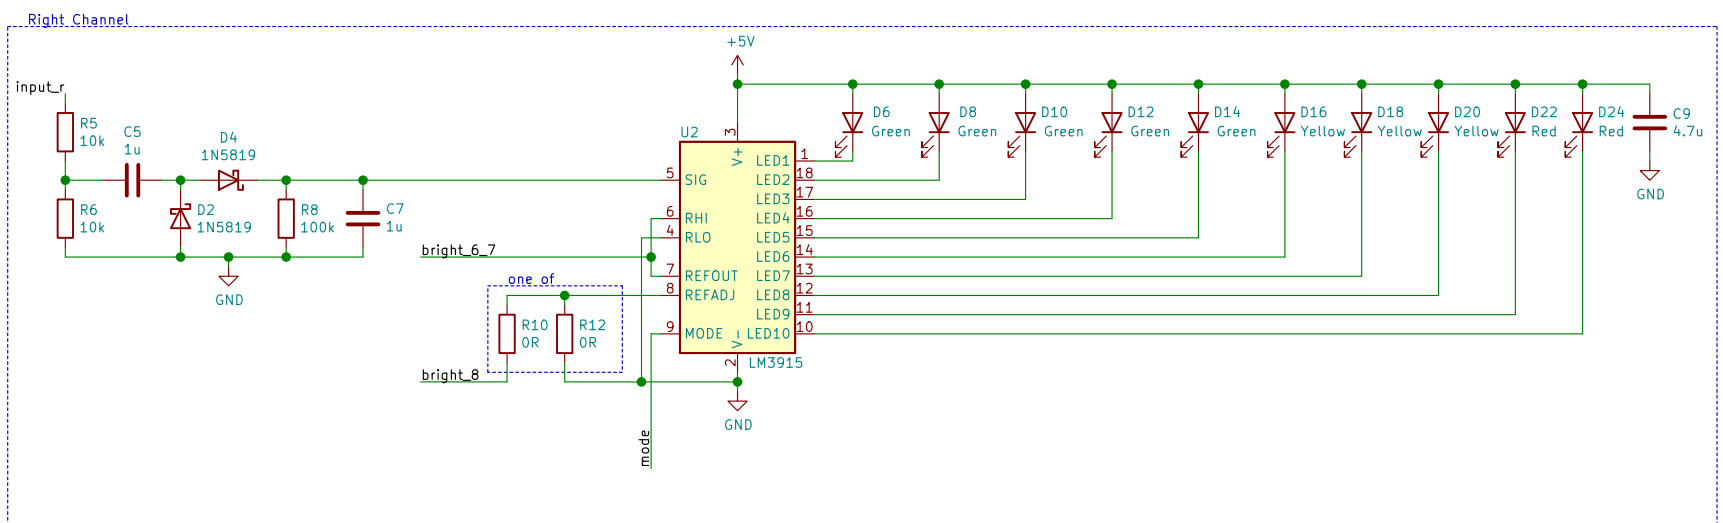 Right Channel
input_r
R5
10k
C5
1u
D4
1N5819
R6
10k
D2
1N5819
R8
100k
C7
1u
bright_6_7
one of
R10
0R
R12
0R
bright_8
GND
mode
+5V
U2
3
V+
5
SIG
6
RHI
4
RLO
7
REFOUT
8
REFADJ
9
MODE
LED1
1
LED2
18
LED3
17
LED4
16
LED5
15
LED6
14
LED7
13
LED8
12
LED9
11
LED10
10
V-
2
LM3915
GND
D6
Green
D8
Green
D10
Green
D12
Green
D14
Green
D16
Yellow
D18
Yellow
D20
Yellow
D22
Red
D24
Red
C9
4.7u
GND